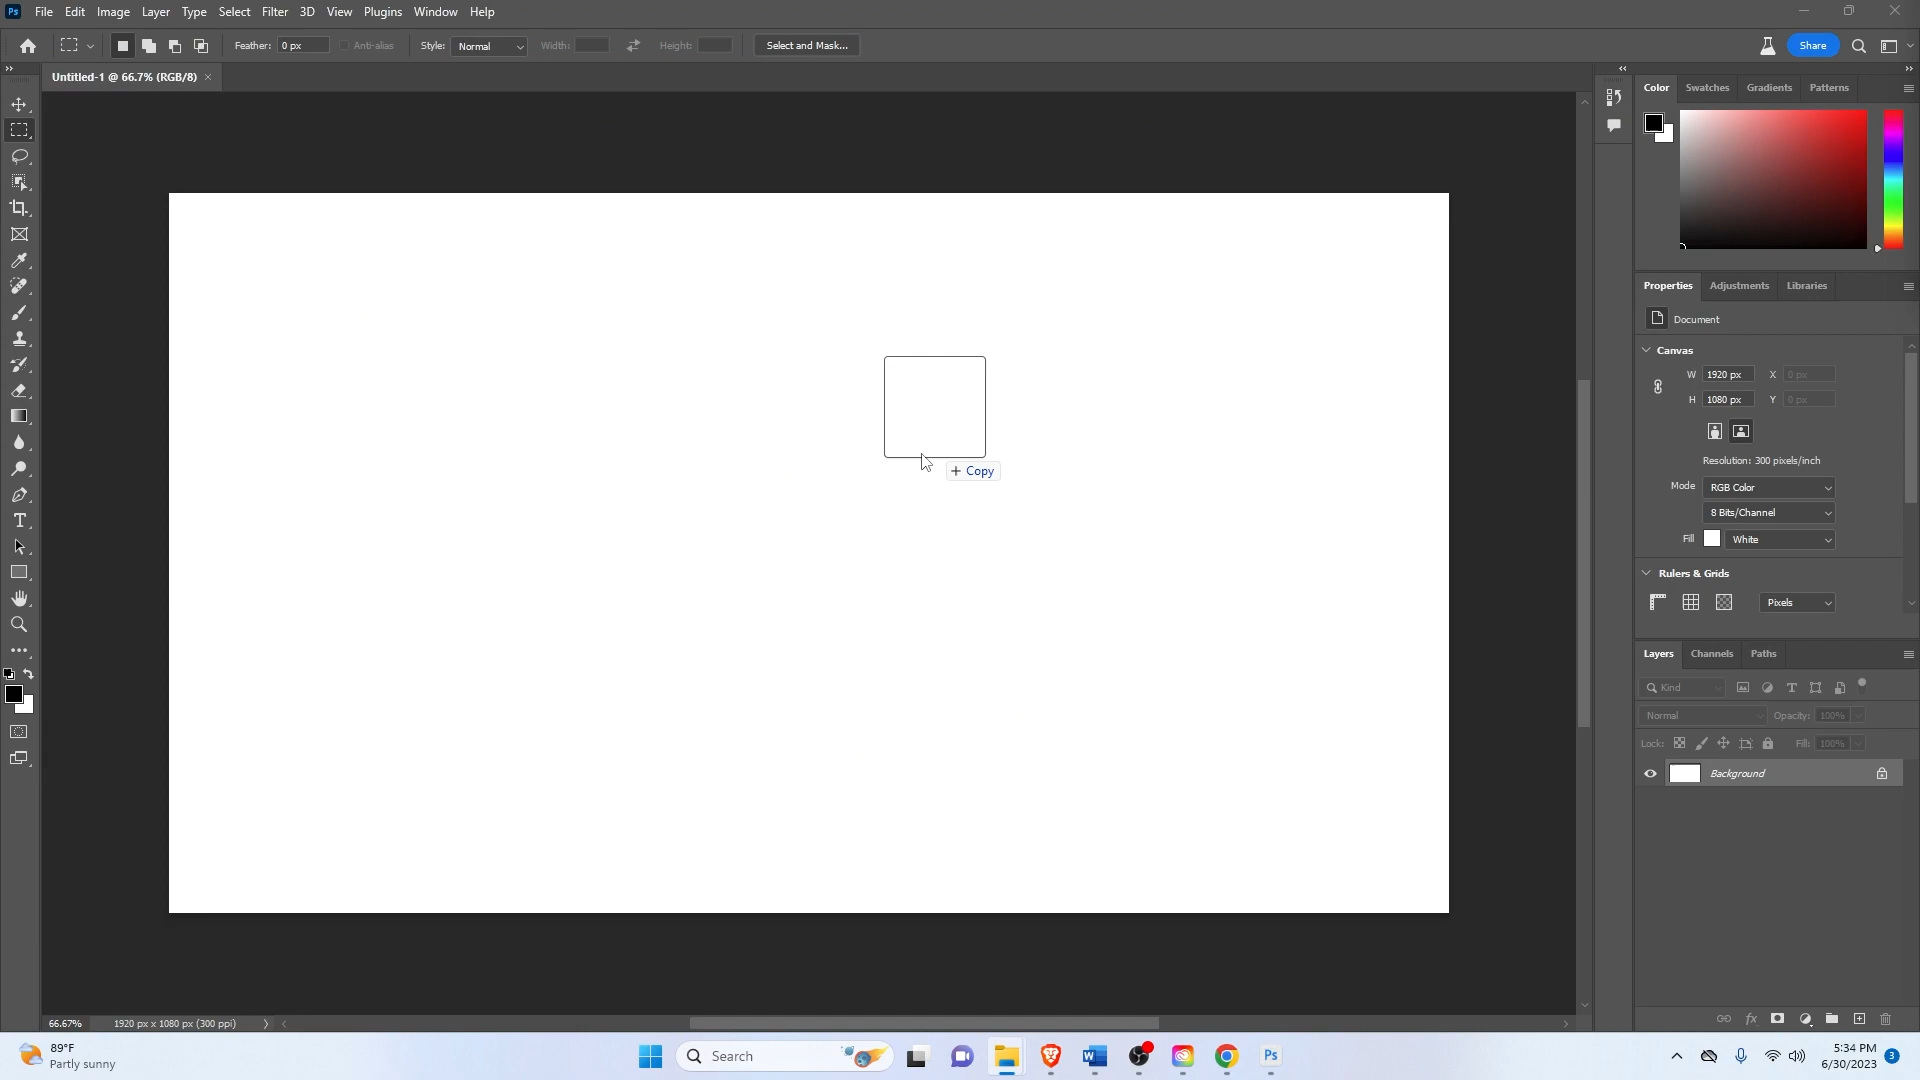 Ps File Edit Image Layer Type Select Filter 3D View Plugins Window Help
Feather: 0 px Anti-alias Style: Normal Width: Height: Select and Mask... Share
Untitled-1 @ 66.7% (RGB/8) ×
Color Swatches Gradients Patterns
Properties Adjustments Libraries
Document
Canvas
W 1920 px X 0 px
H 1080 px Y 0 px
Resolution: 300 pixels/inch
Mode RGB Color
8 Bits/Channel
Fill White
Rulers & Grids
Pixels
+ Copy
Layers Channels Paths
Kind
Normal Opacity: 100%
Lock: Fill: 100%
Background
66.67% 1920 px x 1080 px (300 ppi)
89°F
Partly sunny
Search
Ps
5:34 PM
6/30/2023
3